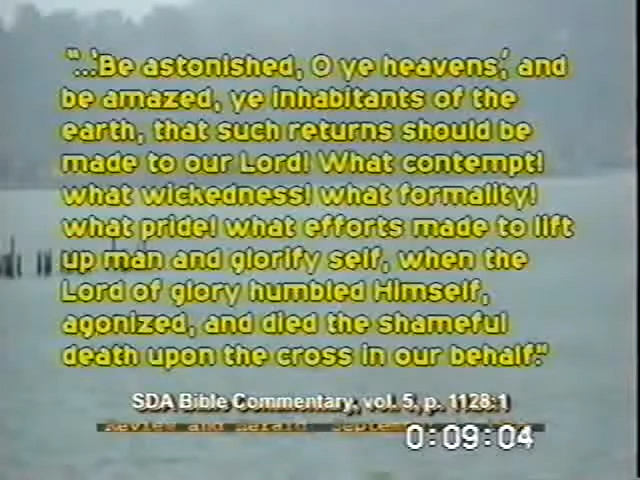 “...‘Be astonished, O ye heavens,’ and
be amazed, ye inhabitants of the
earth, that such returns should be
made to our Lord! What contempt!
what wickedness! what formality!
what pride! what efforts made to lift
up man and glorify self, when the
Lord of glory humbled Himself,
agonized, and died the shameful
death upon the cross in our behalf.”
SDA Bible Commentary, vol. 5, p. 1128:1
Review and Herald,
0:09:04